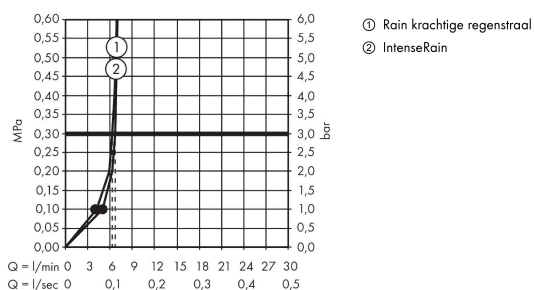 0,60 6,0
0,55 5,5
0,50 5,0
0,45 4,5
0,40 4,0
0,35 3,5
0,30 3,0
0,25 2,5
0,20 2,0
0,15 1,5
0,10 1,0
0,05 0,5
0,00 0,0
MPa
bar
1
2
Q = l/min 0 3 6 9 12 15 18 21 24 27 30
Q = l/sec 0 0,1 0,2 0,3 0,4 0,5
① Rain krachtige regenstraal
② IntenseRain